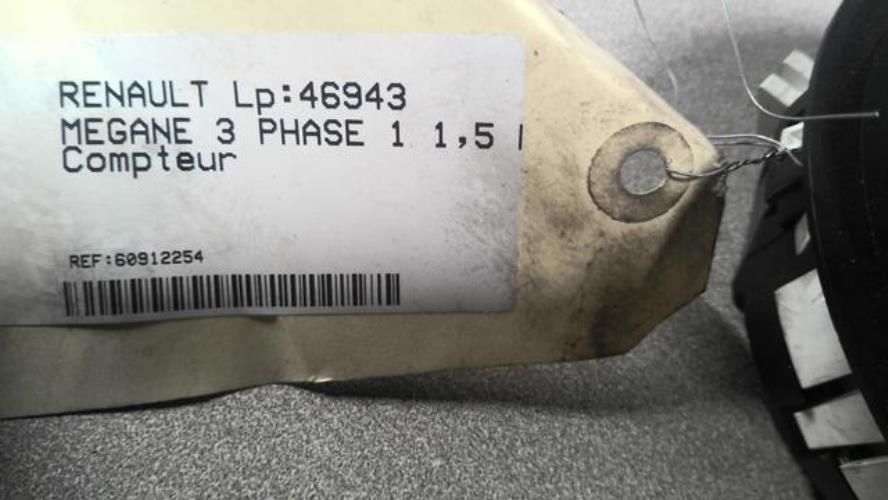 RENAULT Lp:46943
MEGANE 3 PHASE 1 1,5
Compteur
REF:60912254